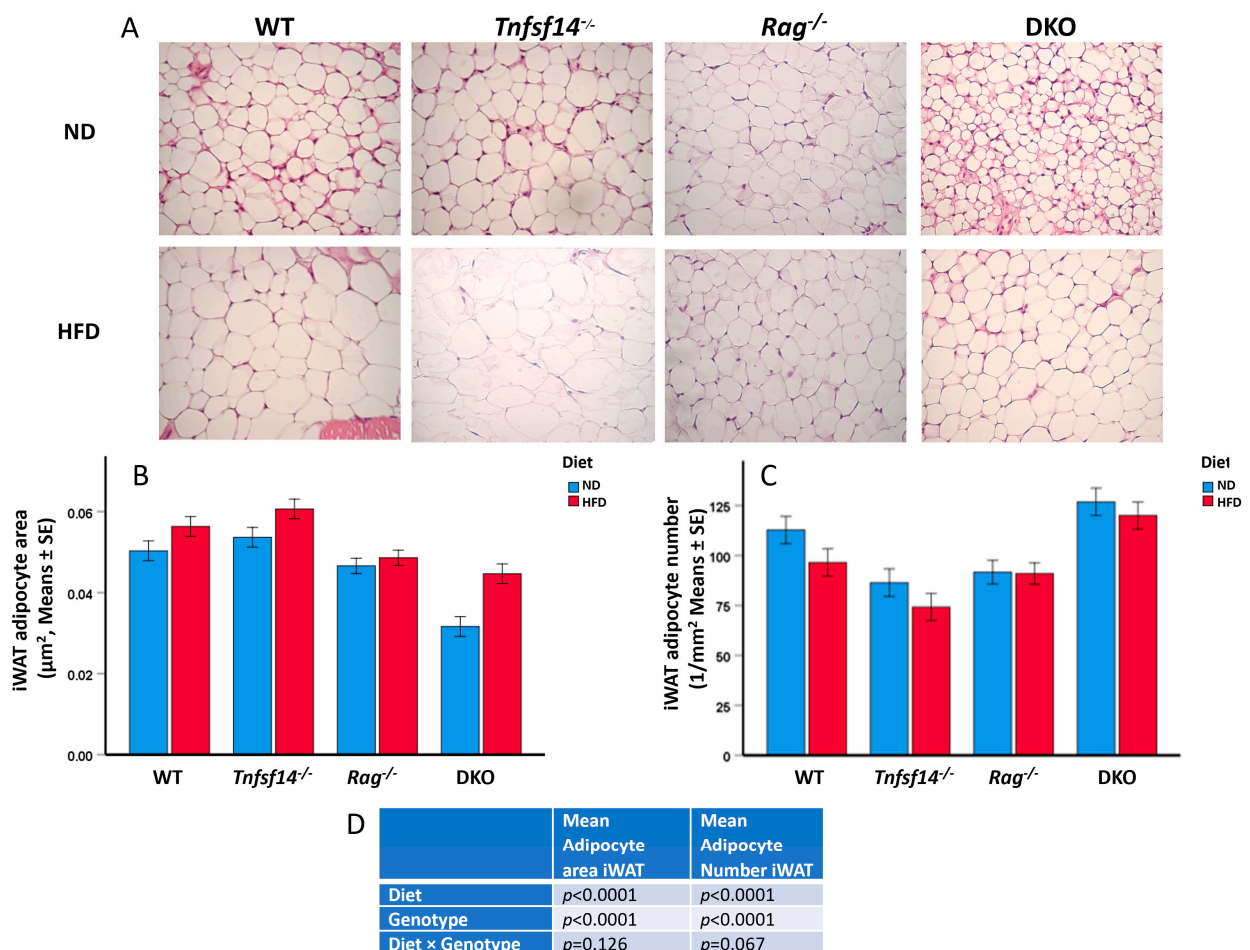 A
WT
Tnfsf14-/-
Rag-/-
DKO
ND
HFD
B
iWAT adipocyte area
(μm², Means ± SE)
0.06
0.04
0.02
0.00
Diet
ND
HFD
WT
Tnfsf14-/-
Rag-/-
DKO
C
iWAT adipocyte number
(1/mm² Means ± SE)
125
100
75
50
25
0
Diet
ND
HFD
WT
Tnfsf14-/-
Rag-/-
DKO
D
Mean Adipocyte area iWAT
Mean Adipocyte Number iWAT
Diet p<0.0001 p<0.0001
Genotype p<0.0001 p<0.0001
Diet × Genotype p=0.126 p=0.067